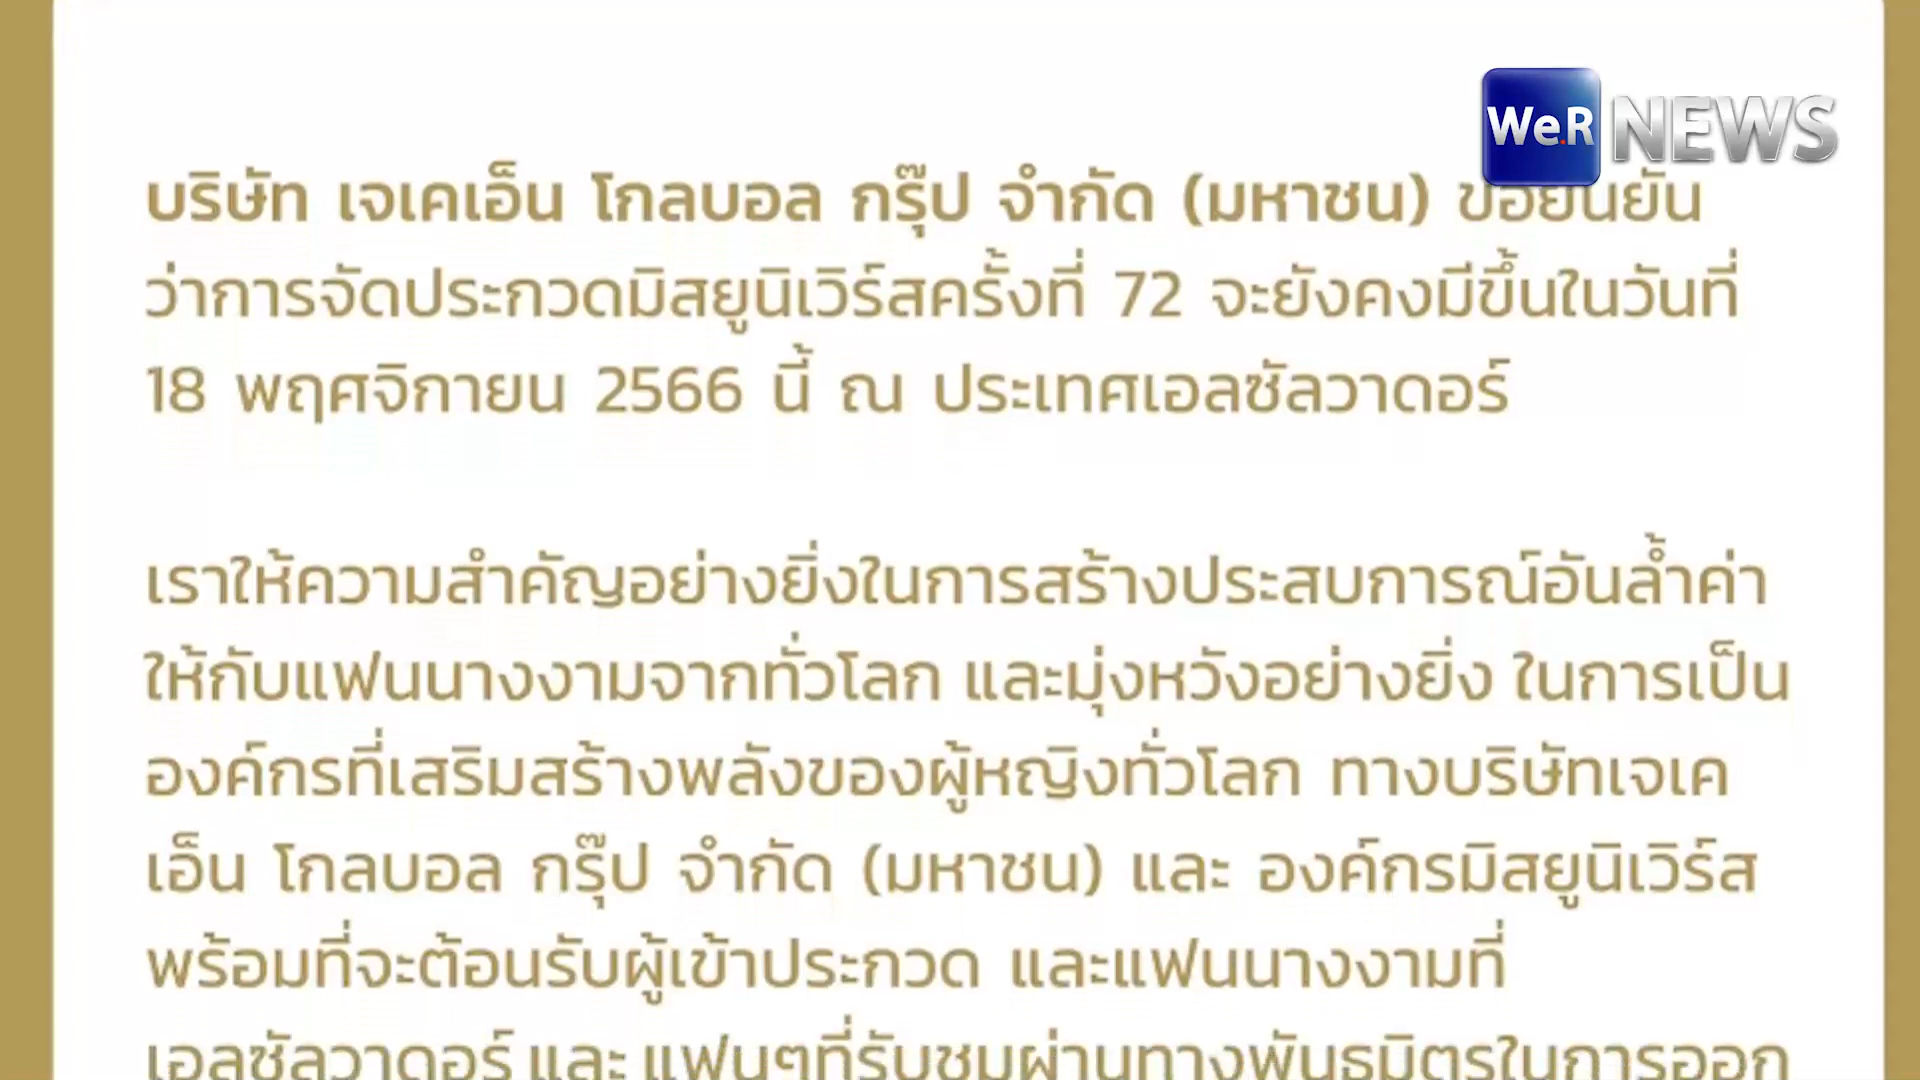 WeR NEWS
บริษัท เจเคเอ็น โกลบอล กรุ๊ป จำกัด (มหาชน) ขอยืนยัน
ว่าการจัดประกวดมิสยูนิเวิร์สครั้งที่ 72 จะยังคงมีขึ้นในวันที่
18 พฤศจิกายน 2566 นี้ ณ ประเทศเอลซัลวาดอร์
เราให้ความสำคัญอย่างยิ่งในการสร้างประสบการณ์อันล้ำค่า
ให้กับแฟนนางงามจากทั่วโลก และมุ่งหวังอย่างยิ่ง ในการเป็น
องค์กรที่เสริมสร้างพลังของผู้หญิงทั่วโลก ทางบริษัทเจเค
เอ็น โกลบอล กรุ๊ป จำกัด (มหาชน) และ องค์กรมิสยูนิเวิร์ส
พร้อมที่จะต้อนรับผู้เข้าประกวด และแฟนนางงามที่
เอลซัลวาดอร์ และ แฟนๆที่รับชมผ่านทางพันธมิตรในการออก